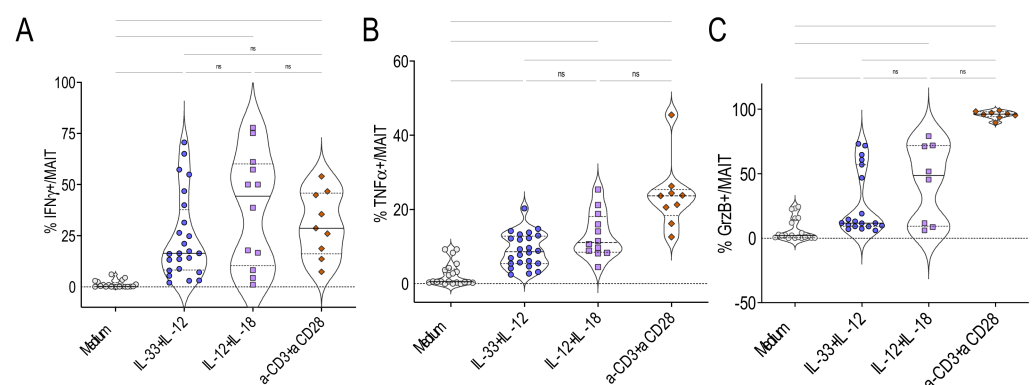 A
B
C
ns
ns
ns
ns
ns
ns
ns
% IFNγ+/MAIT
100
75
50
25
0
Medium
IL-33+IL-12
IL-12+IL-18
a-CD3+a CD28
% TNFα+/MAIT
60
40
20
0
Medium
IL-33+IL-12
IL-12+IL-18
a-CD3+a CD28
% GrzB+/MAIT
100
50
0
-50
Medium
IL-33+IL-12
IL-12+IL-18
a-CD3+a CD28